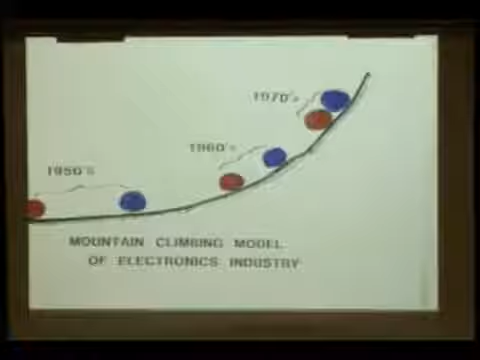 1970's
1960's
1950's
MOUNTAIN CLIMBING MODEL
OF ELECTRONICS INDUSTRY